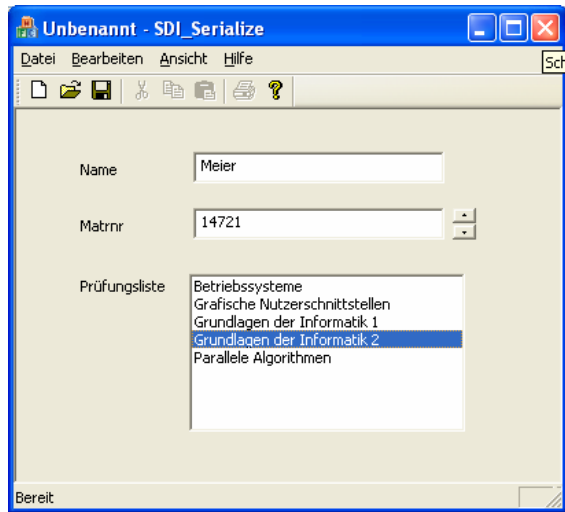 Unbenannt - SDI_Serialize
Datei Bearbeiten Ansicht Hilfe
Sch
Name
Meier
Matrnr
14721
Prüfungsliste
Betriebssysteme
Grafische Nutzerschnittstellen
Grundlagen der Informatik 1
Grundlagen der Informatik 2
Parallele Algorithmen
Bereit